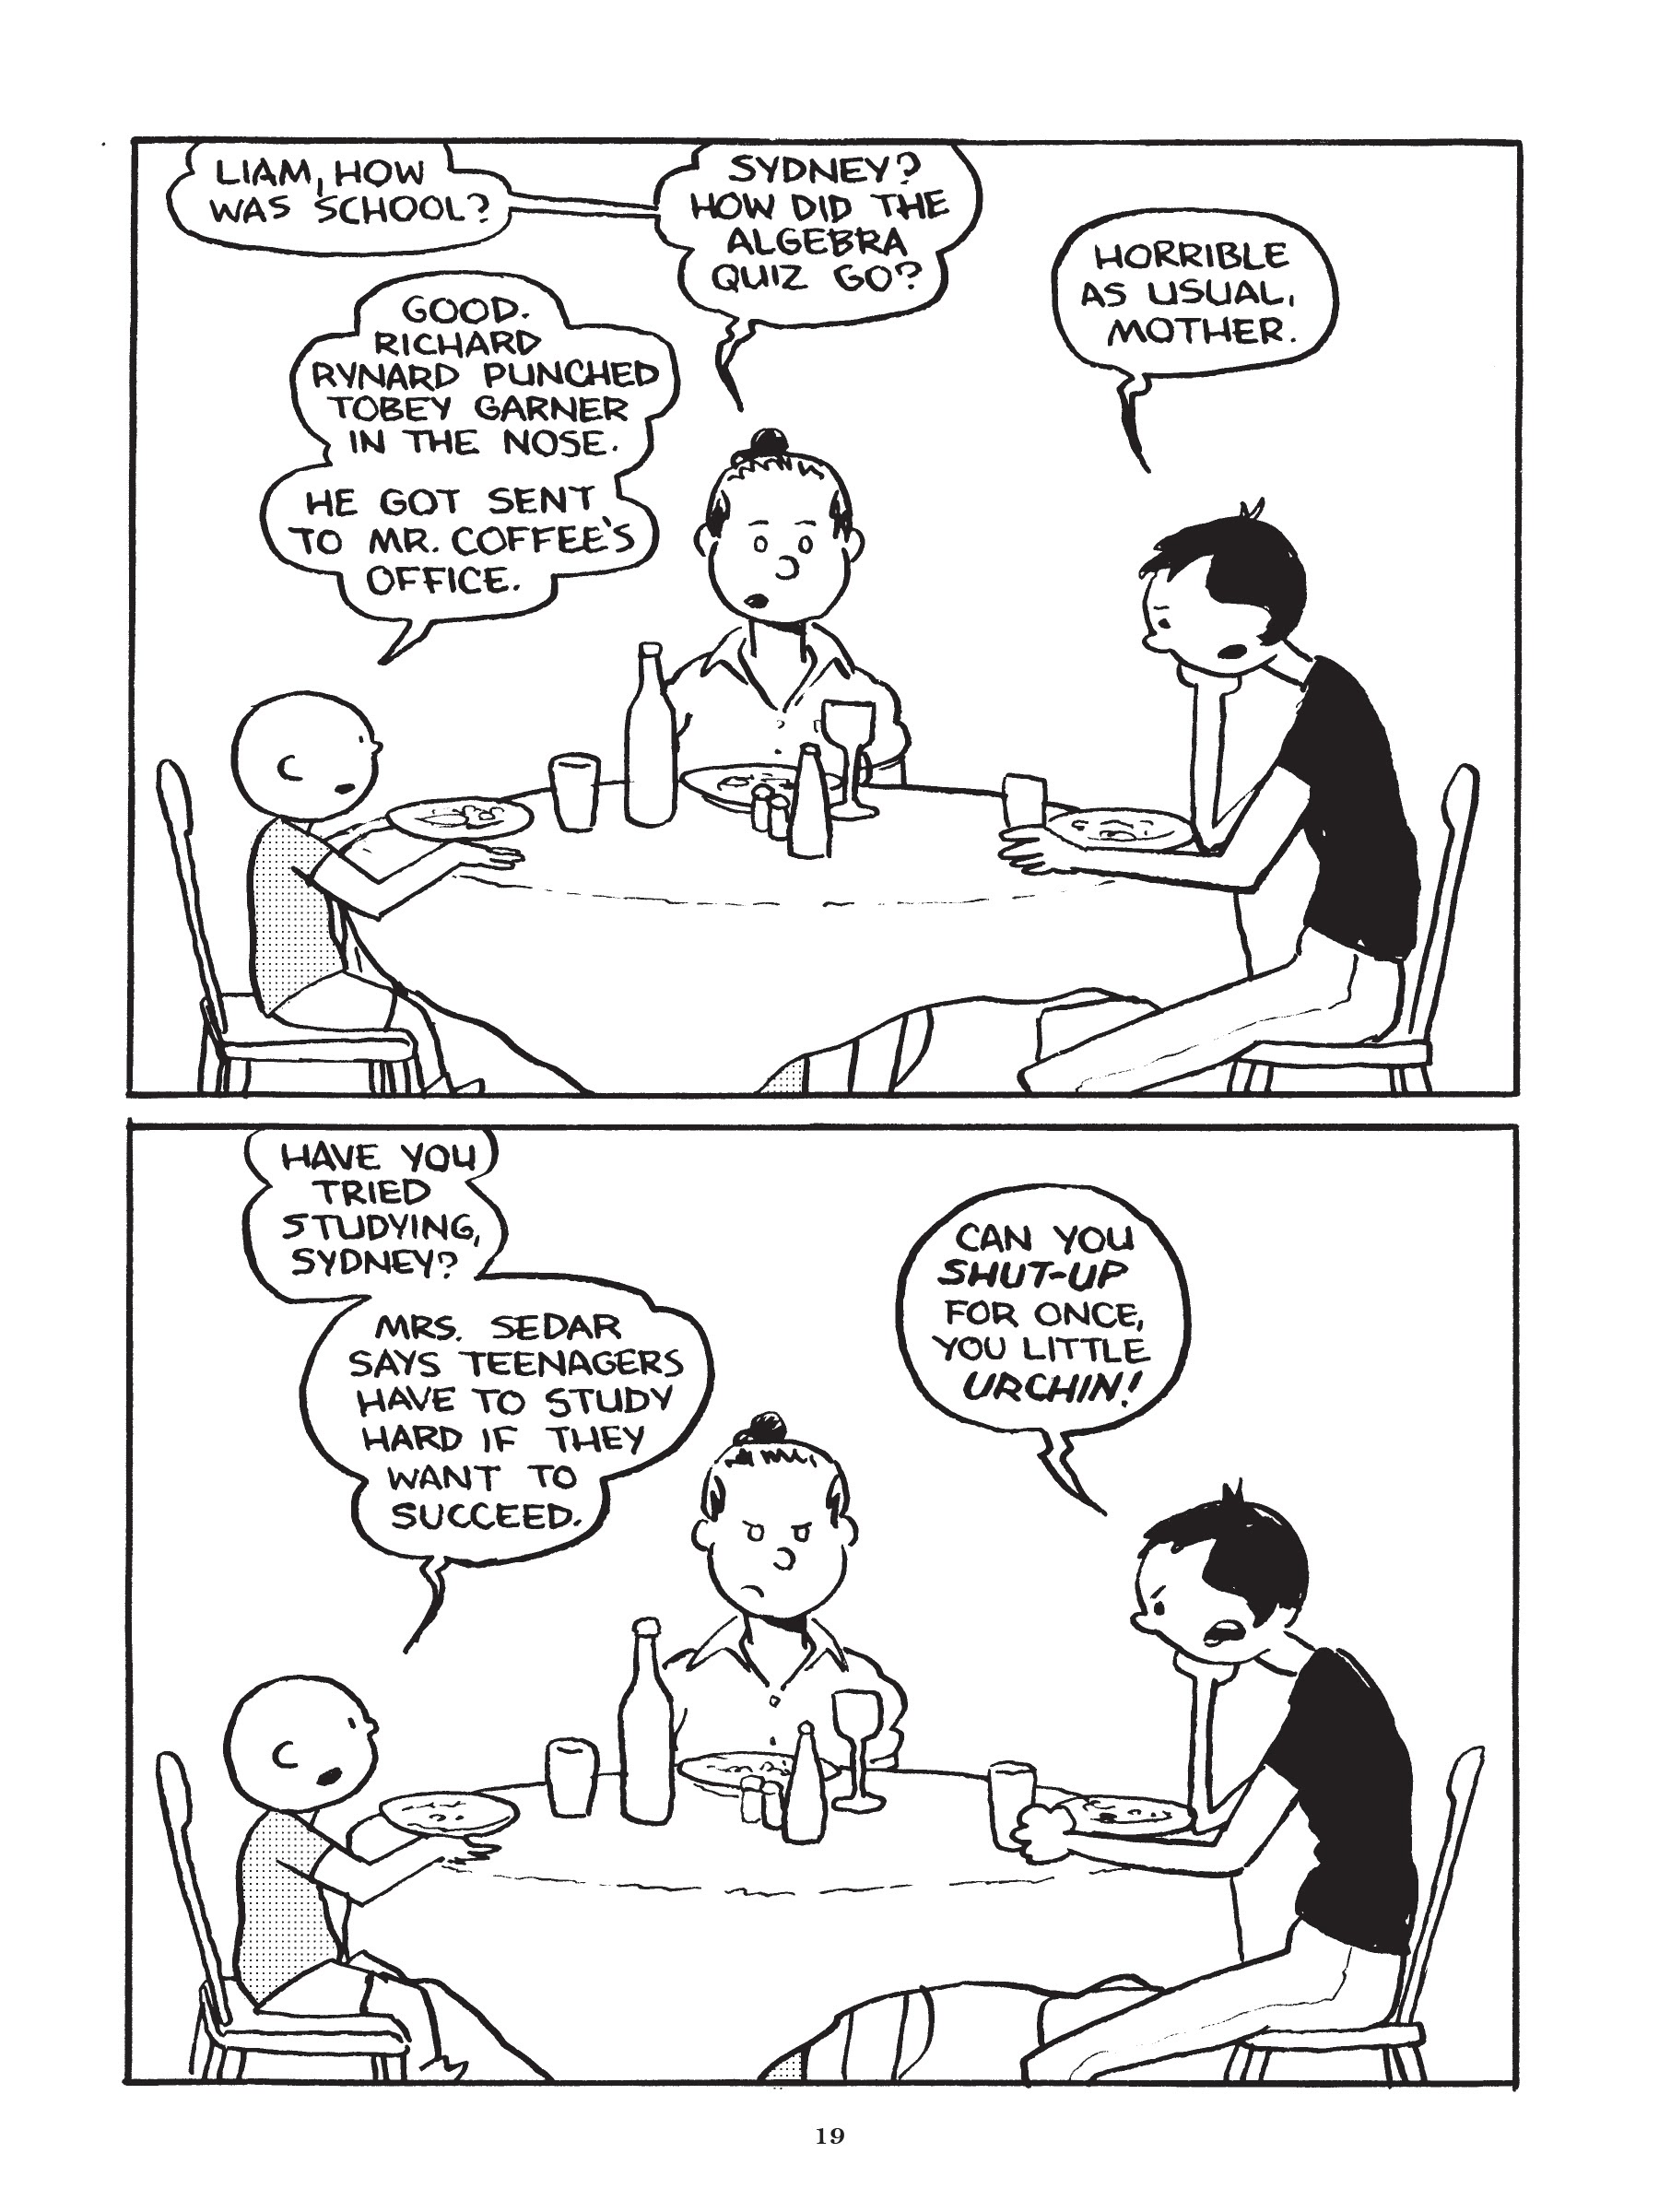 LIAM, HOW
WAS SCHOOL?
GOOD.
RICHARD
RYNARD PUNCHED
TOBEY GARNER
IN THE NOSE.
HE GOT SENT
TO MR. COFFEE'S
OFFICE.
SYDNEY?
HOW DID THE
ALGEBRA
QUIZ GO?
HORRIBLE
AS USUAL,
MOTHER.
HAVE YOU
TRIED
STUDYING,
SYDNEY?
MRS. SEDAR
SAYS TEENAGERS
HAVE TO STUDY
HARD IF THEY
WANT TO
SUCCEED.
CAN YOU
SHUT-UP
FOR ONCE,
YOU LITTLE
URCHIN!
19